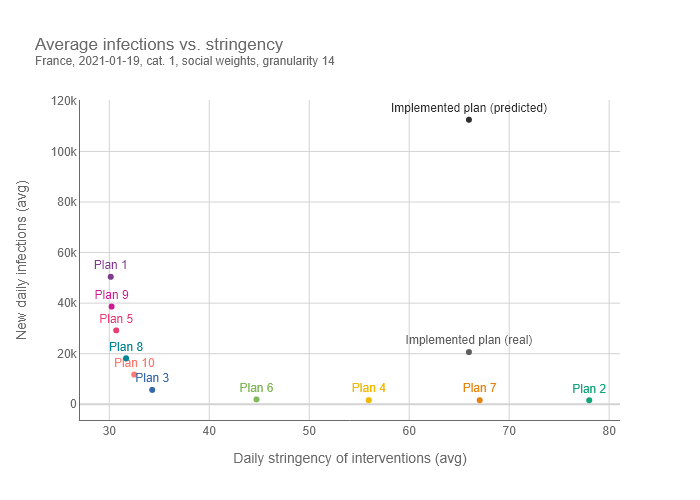 Average infections vs. stringency
France, 2021-01-19, cat. 1, social weights, granularity 14
120k
100k
80k
60k
40k
20k
0
New daily infections (avg)
Implemented plan (predicted)
Plan 1
Plan 9
Plan 5
Plan 8
Plan 10
Plan 3
Implemented plan (real)
Plan 6
Plan 4
Plan 7
Plan 2
30
40
50
60
70
80
Daily stringency of interventions (avg)